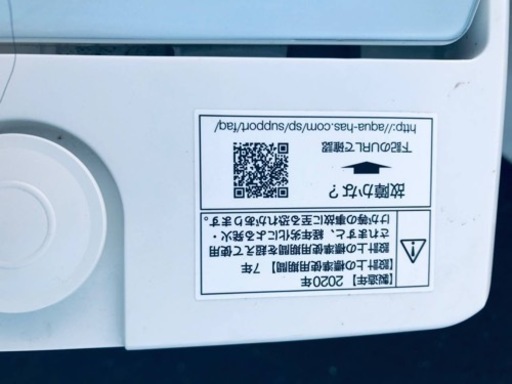 【製造年】2020年
【設計上の標準使用期間】7年
設計上の標準使用期間を超えて使用
されますと、経年劣化による発火・
けが等の事故に至る恐れがあります。
故障かな？
下記のURLで確認
http://aqua-has.com/sp/support/faq/